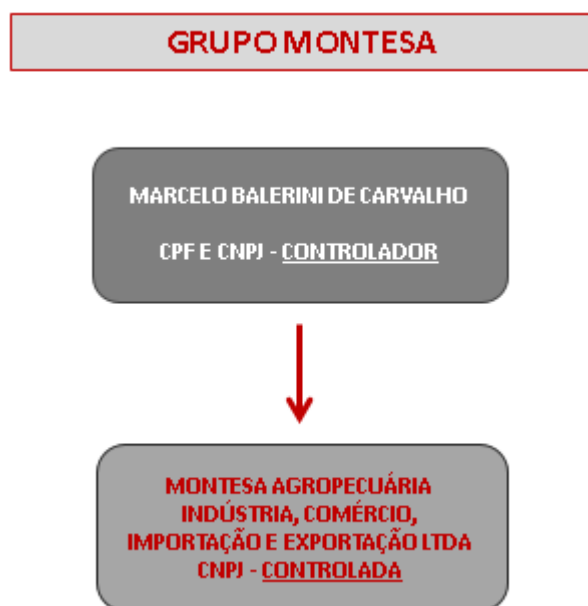 GRUPO MONTESA
MARCELO BALERINI DE CARVALHO
CPF E CNPJ - CONTROLADOR
MONTESA AGROPECUÁRIA
INDÚSTRIA, COMÉRCIO,
IMPORTAÇÃO E EXPORTAÇÃO LTDA
CNPJ - CONTROLADA